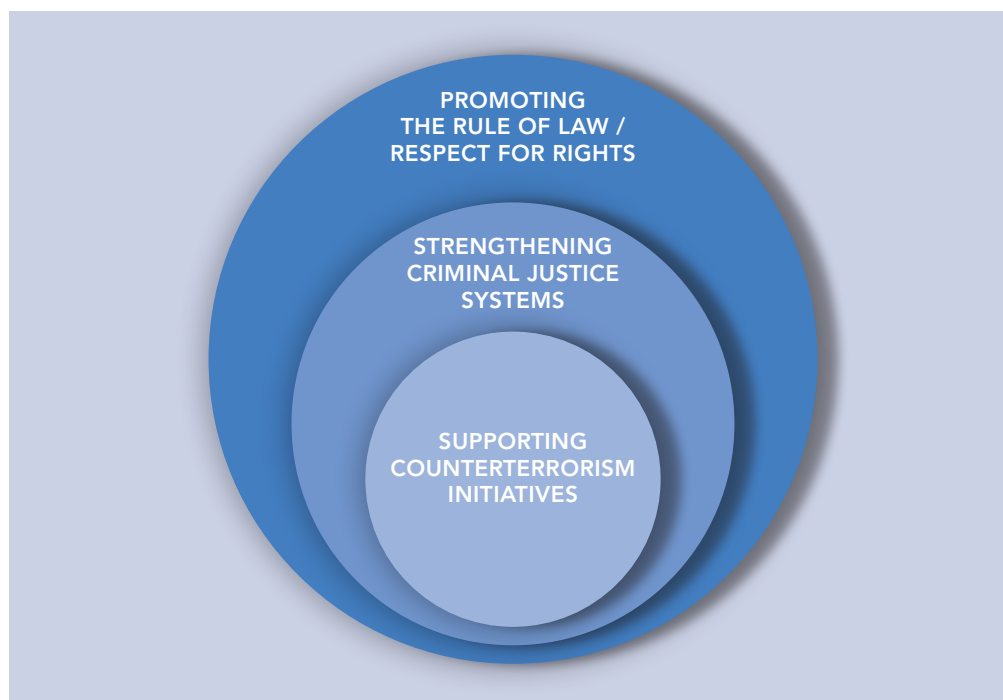 PROMOTING
THE RULE OF LAW /
RESPECT FOR RIGHTS
STRENGTHENING
CRIMINAL JUSTICE
SYSTEMS
SUPPORTING
COUNTERTERRORISM
INITIATIVES